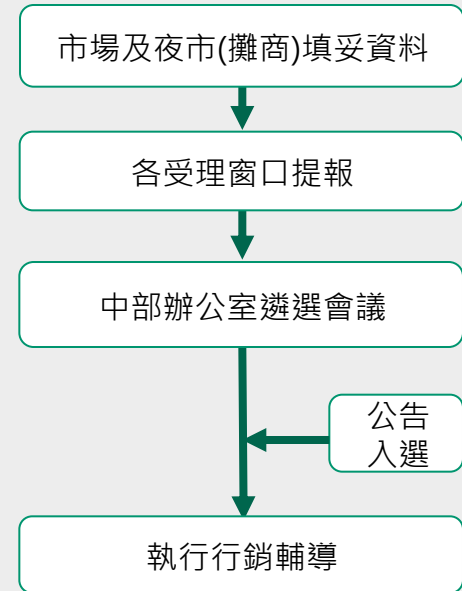 市場及夜市(攤商)填妥資料
各受理窗口提報
中部辦公室遴選會議
公告
入選
執行行銷輔導